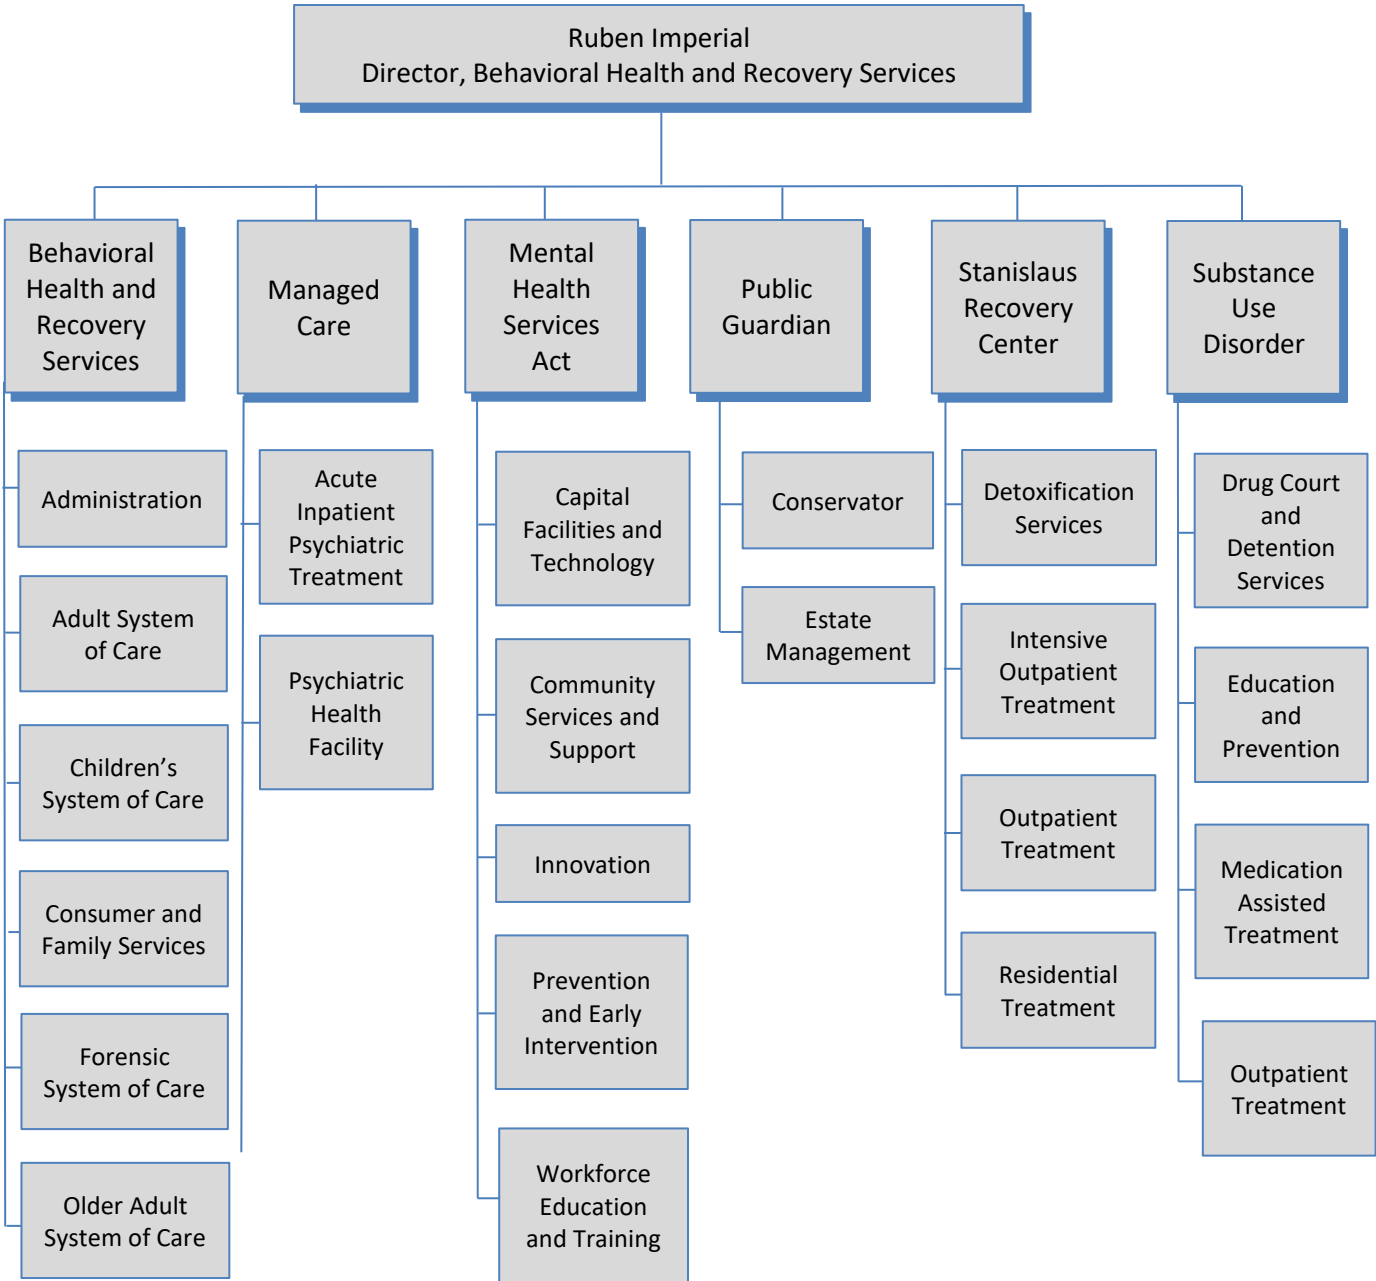 Ruben Imperial
Director, Behavioral Health and Recovery Services
Behavioral
Health and
Recovery
Services
Managed
Care
Mental
Health
Services
Act
Public
Guardian
Stanislaus
Recovery
Center
Substance
Use
Disorder
Administration
Adult System
of Care
Children’s
System of Care
Consumer and
Family Services
Forensic
System of Care
Older Adult
System of Care
Acute
Inpatient
Psychiatric
Treatment
Psychiatric
Health
Facility
Capital
Facilities and
Technology
Community
Services and
Support
Innovation
Prevention
and Early
Intervention
Workforce
Education
and Training
Conservator
Estate
Management
Detoxification
Services
Intensive
Outpatient
Treatment
Outpatient
Treatment
Residential
Treatment
Drug Court
and
Detention
Services
Education
and
Prevention
Medication
Assisted
Treatment
Outpatient
Treatment